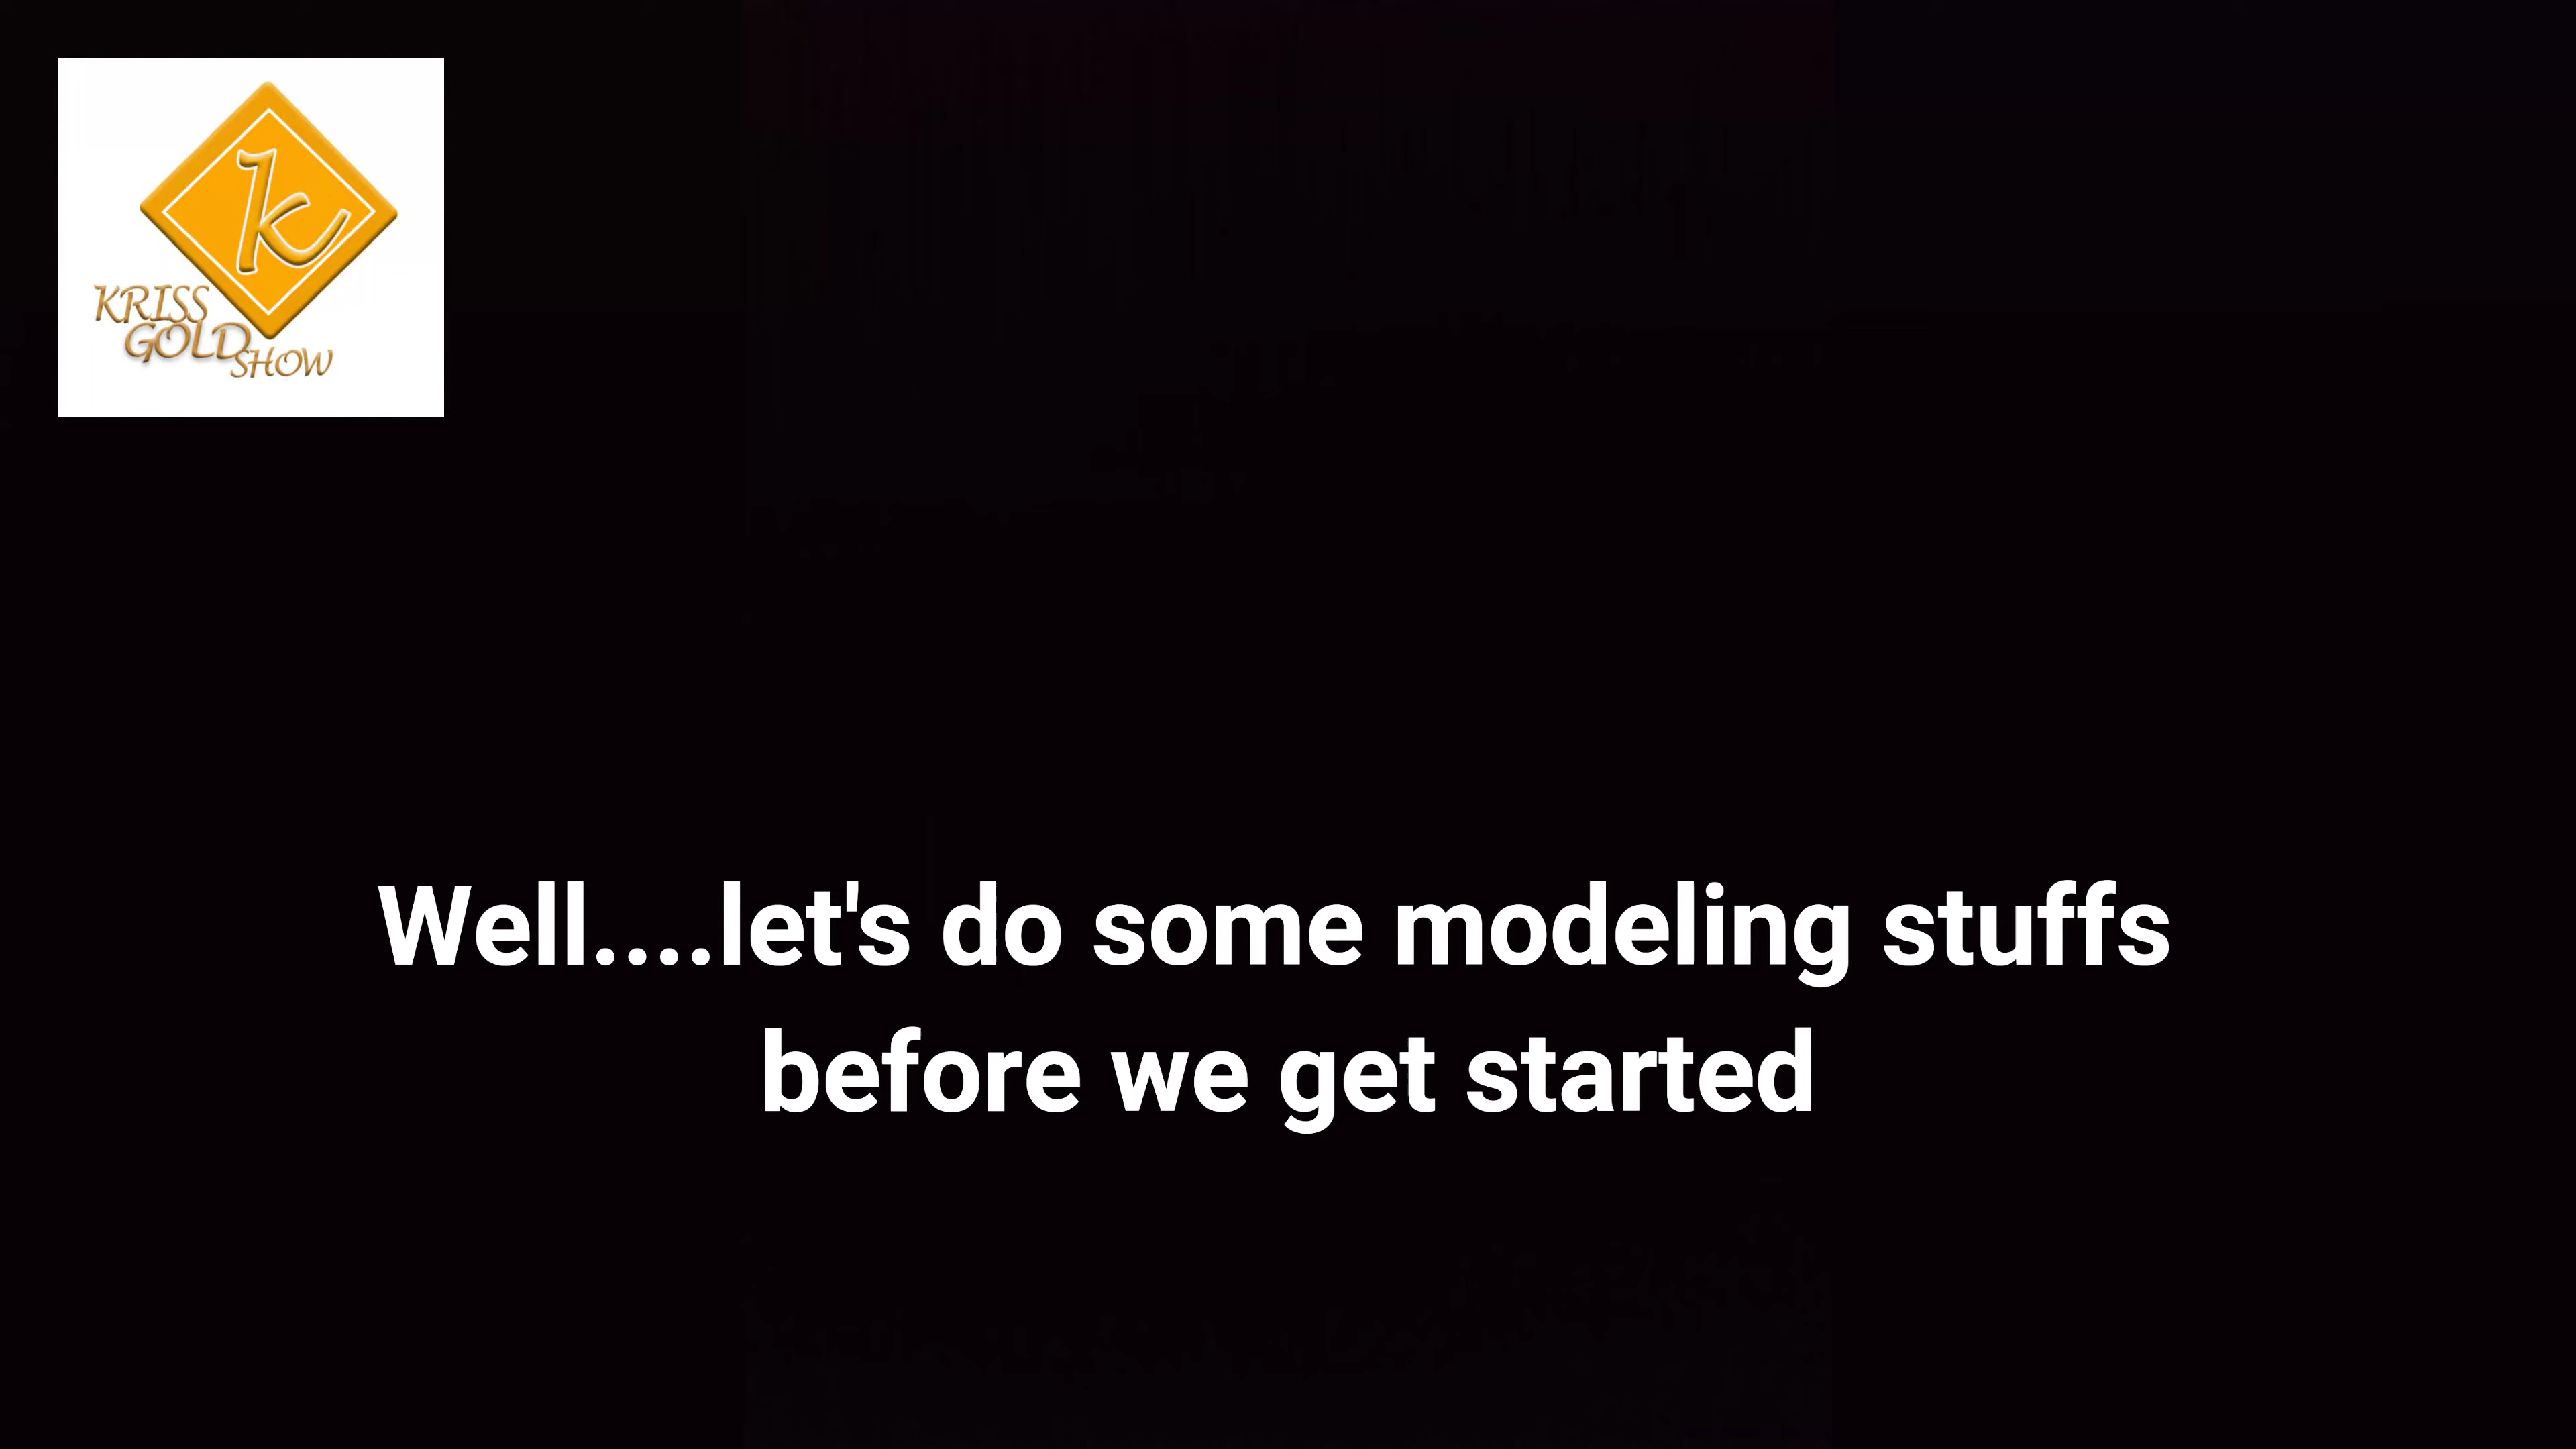 k
KRISS
GOLD
SHOW
Well....let's do some modeling stuffs
before we get started